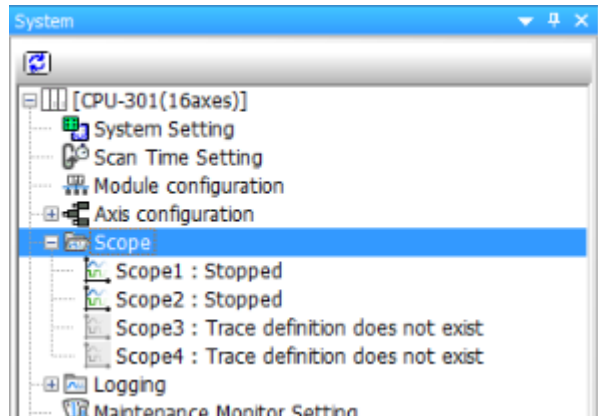 System
[CPU-301(16axes)]
System Setting
Scan Time Setting
Module configuration
Axis configuration
Scope
Scope1 : Stopped
Scope2 : Stopped
Scope3 : Trace definition does not exist
Scope4 : Trace definition does not exist
Logging
Maintenance Monitor Setting